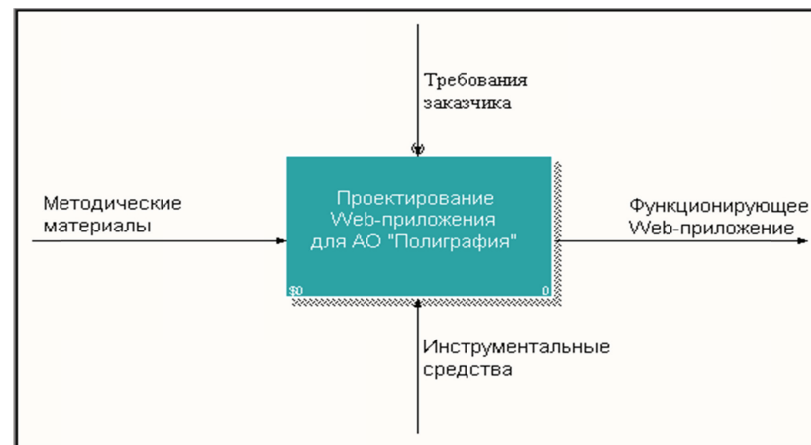 Требования
заказчика
Методические
материалы
Проектирование
Web-приложения
для АО "Полиграфия"
$0
0
Функционирующее
Web-приложение
Инструментальные
средства